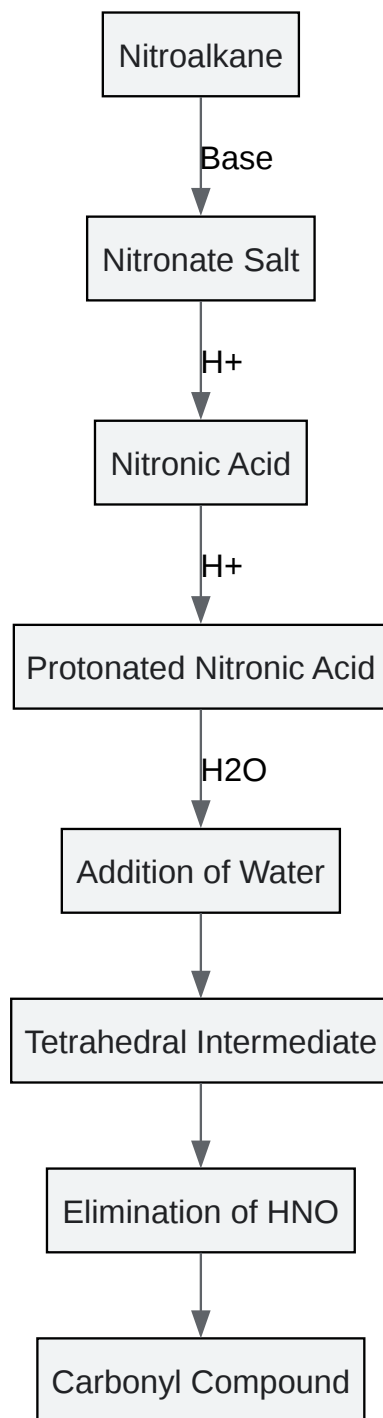 Nitroalkane
Base
Nitronate Salt
H+
Nitronic Acid
H+
Protonated Nitronic Acid
H2O
Addition of Water
Tetrahedral Intermediate
Elimination of HNO
Carbonyl Compound